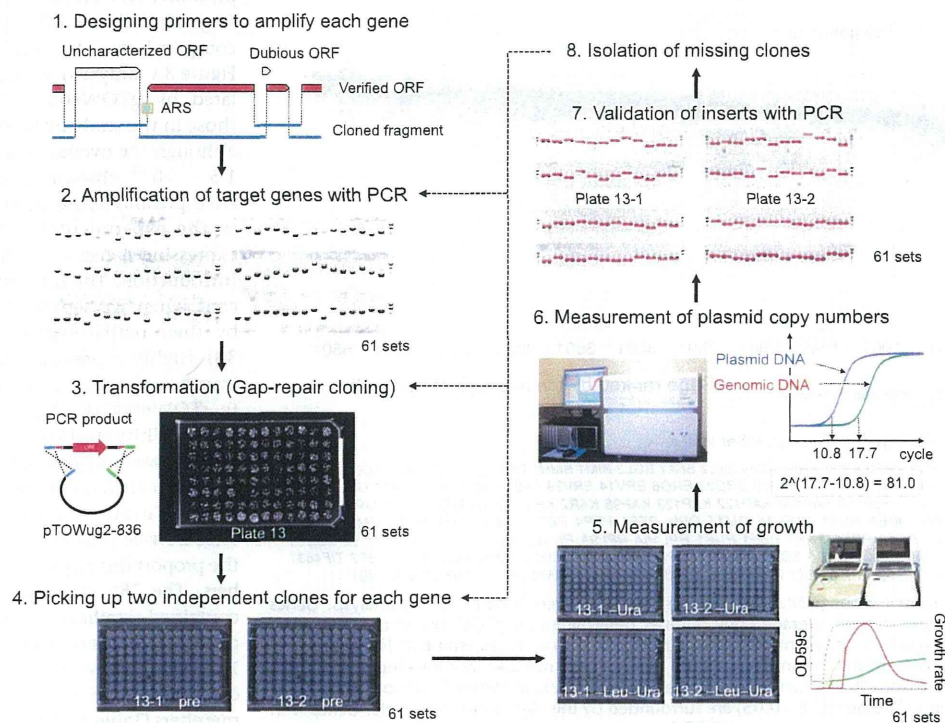 1. Designing primers to amplify each gene
Uncharacterized ORF
Dubious ORF
Verified ORF
ARS
Cloned fragment
2. Amplification of target genes with PCR
61 sets
3. Transformation (Gap-repair cloning)
PCR product
pTOWug2-836
Plate 13
61 sets
4. Picking up two independent clones for each gene
13-1 pre
13-2 pre
61 sets
5. Measurement of growth
13-1 -Ura
13-2 -Ura
13-1 -Leu-Ura
13-2 -Leu-Ura
OD595
Growth rate
Time
61 sets
6. Measurement of plasmid copy numbers
Plasmid DNA
Genomic DNA
10.8
17.7
cycle
2^(17.7-10.8) = 81.0
7. Validation of inserts with PCR
Plate 13-1
Plate 13-2
61 sets
8. Isolation of missing clones